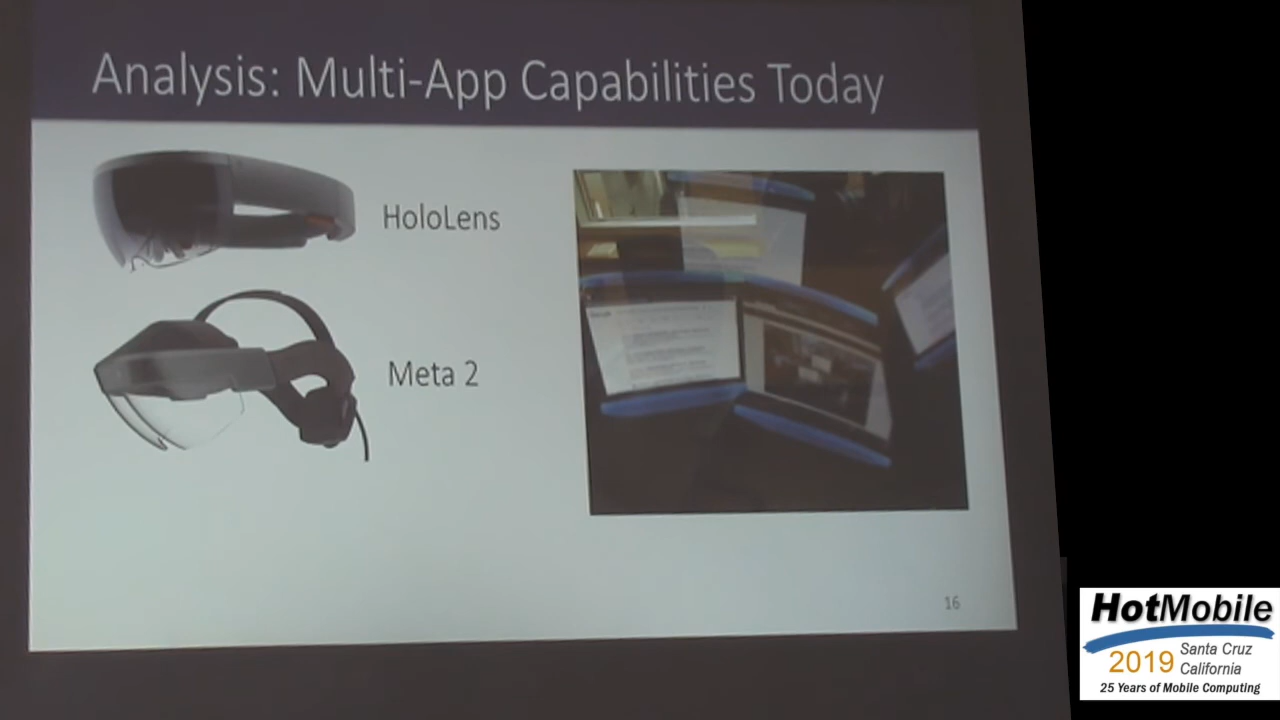 Analysis: Multi-App Capabilities Today
HoloLens
Meta 2
16
HotMobile
2019 Santa Cruz
California
25 Years of Mobile Computing